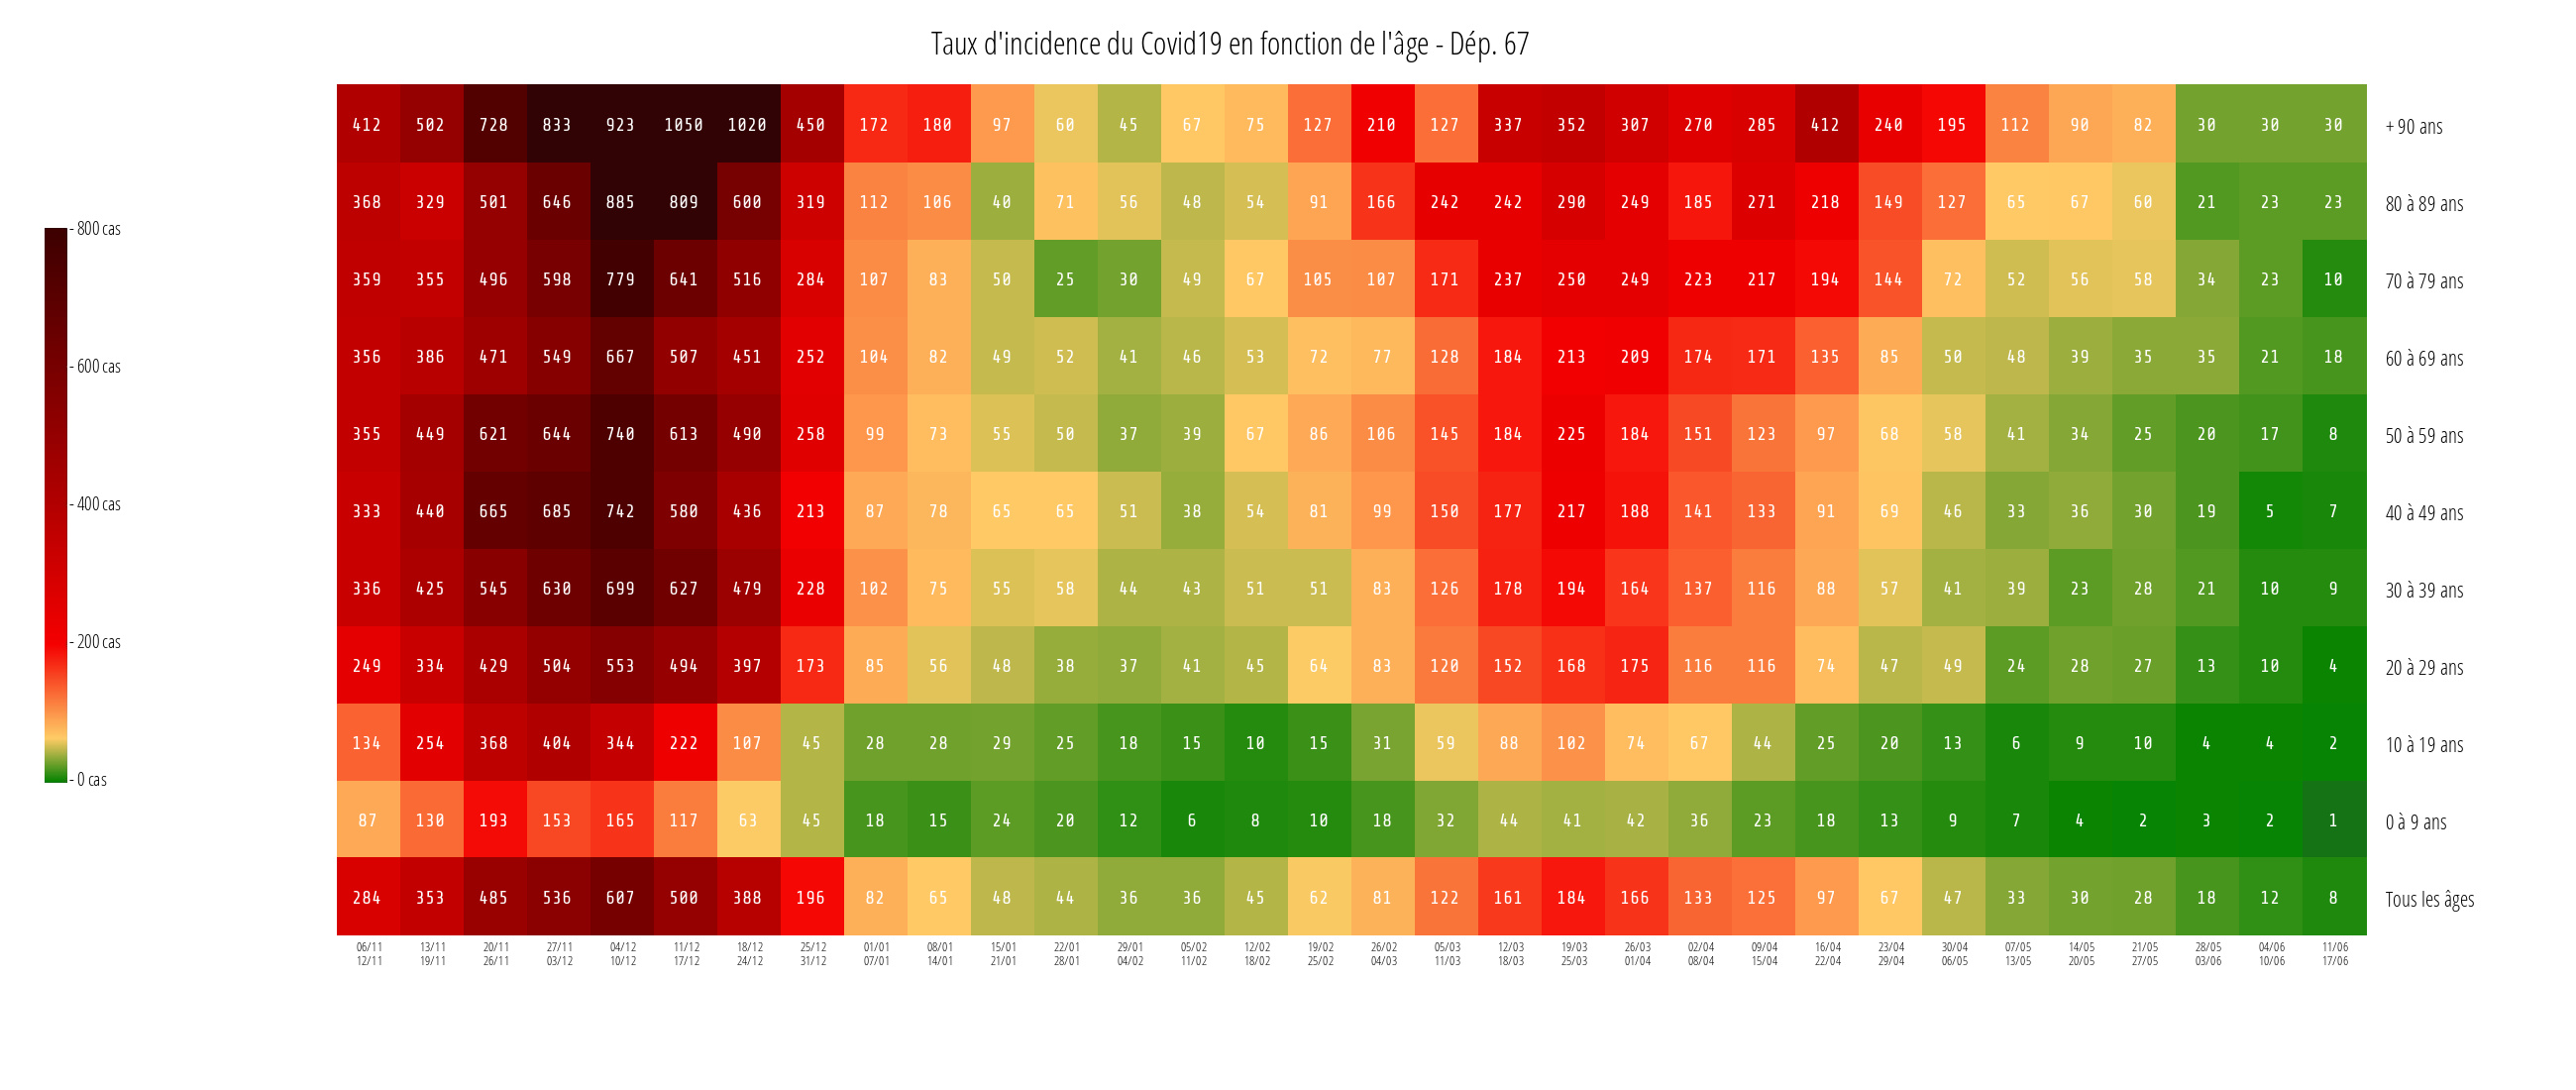 Taux d'incidence du Covid19 en fonction de l'âge - Dép. 67
412 502 728 833 923 1050 1020 450 172 180 97 60 45 67 75 127 210 127 337 352 307 270 285 412 240 195 112 90 82 30 30 30 + 90 ans
368 329 501 646 885 809 600 319 112 106 40 71 56 48 54 91 166 242 242 290 249 185 271 218 149 127 65 67 60 21 23 23 80 à 89 ans
- 800 cas
359 355 496 598 779 641 516 284 107 83 50 25 30 49 67 105 107 171 237 250 249 223 217 194 144 72 52 56 58 34 23 10 70 à 79 ans
356 386 471 549 667 507 451 252 104 82 49 52 41 46 53 72 77 128 184 213 209 174 171 135 85 50 48 39 35 35 21 18 60 à 69 ans
- 600 cas
355 449 621 644 740 613 490 258 99 73 55 50 37 39 67 86 106 145 184 225 184 151 123 97 68 58 41 34 25 20 17 8 50 à 59 ans
- 400 cas
333 440 665 685 742 580 436 213 87 78 65 65 51 38 54 81 99 150 177 217 188 141 133 91 69 46 33 36 30 19 5 7 40 à 49 ans
336 425 545 630 699 627 479 228 102 75 55 58 44 43 51 51 83 126 178 194 164 137 116 88 57 41 39 23 28 21 10 9 30 à 39 ans
- 200 cas
249 334 429 504 553 494 397 173 85 56 48 38 37 41 45 64 83 120 152 168 175 116 116 74 47 49 24 28 27 13 10 4 20 à 29 ans
134 254 368 404 344 222 107 45 28 28 29 25 18 15 10 15 31 59 88 102 74 67 44 25 20 13 6 9 10 4 4 2 10 à 19 ans
- 0 cas
87 130 193 153 165 117 63 45 18 15 24 20 12 6 8 10 18 32 44 41 42 36 23 18 13 9 7 4 2 3 2 1 0 à 9 ans
284 353 485 536 607 500 388 196 82 65 48 44 36 36 45 62 81 122 161 184 166 133 125 97 67 47 33 30 28 18 12 8 Tous les âges
06/11 13/11 20/11 27/11 04/12 11/12 18/12 25/12 01/01 08/01 15/01 22/01 29/01 05/02 12/02 19/02 26/02 05/03 12/03 19/03 26/03 02/04 09/04 16/04 23/04 30/04 07/05 14/05 21/05 28/05 04/06 11/06
12/11 19/11 26/11 03/12 10/12 17/12 24/12 31/12 07/01 14/01 21/01 28/01 04/02 11/02 18/02 25/02 04/03 11/03 18/03 25/03 01/04 08/04 15/04 22/04 29/04 06/05 13/05 20/05 27/05 03/06 10/06 17/06